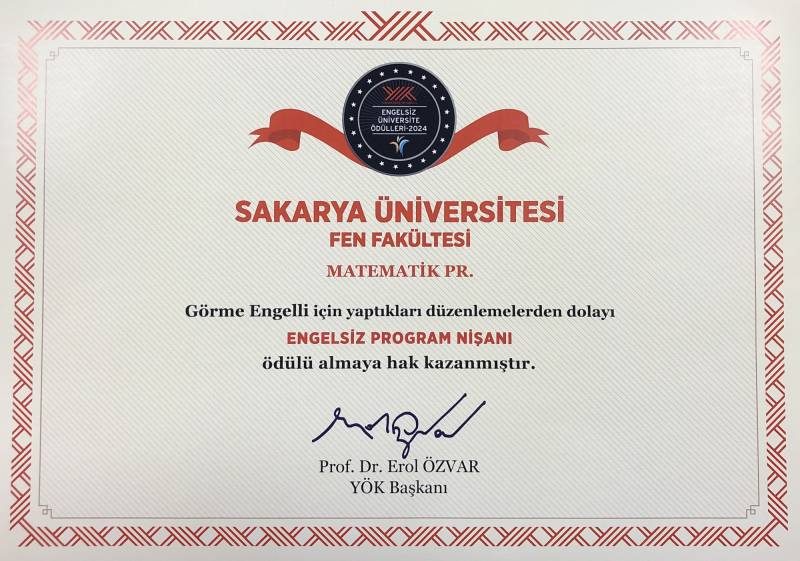 ENGELSİZ
ÜNİVERSİTE
ÖDÜLLERİ-2024
SAKARYA ÜNİVERSİTESİ
FEN FAKÜLTESİ
MATEMATİK PR.
Görme Engelli için yaptıkları düzenlemelerden dolayı
ENGELSİZ PROGRAM NİŞANI
ödülü almaya hak kazanmıştır.
Prof. Dr. Erol ÖZVAR
YÖK Başkanı